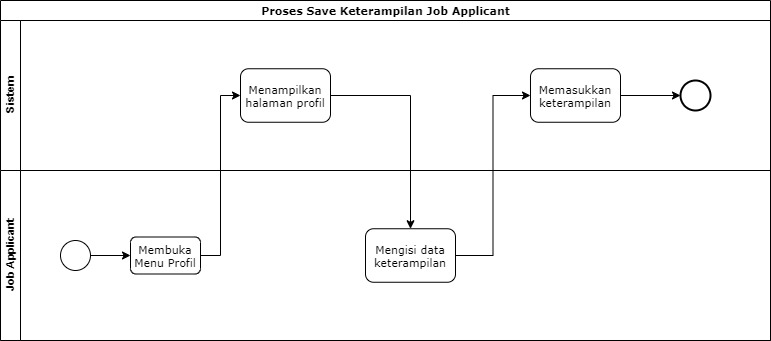 Proses Save Keterampilan Job Applicant
Sistem
Menampilkan
halaman profil
Memasukkan
keterampilan
Job Applicant
Membuka
Menu Profil
Mengisi data
keterampilan